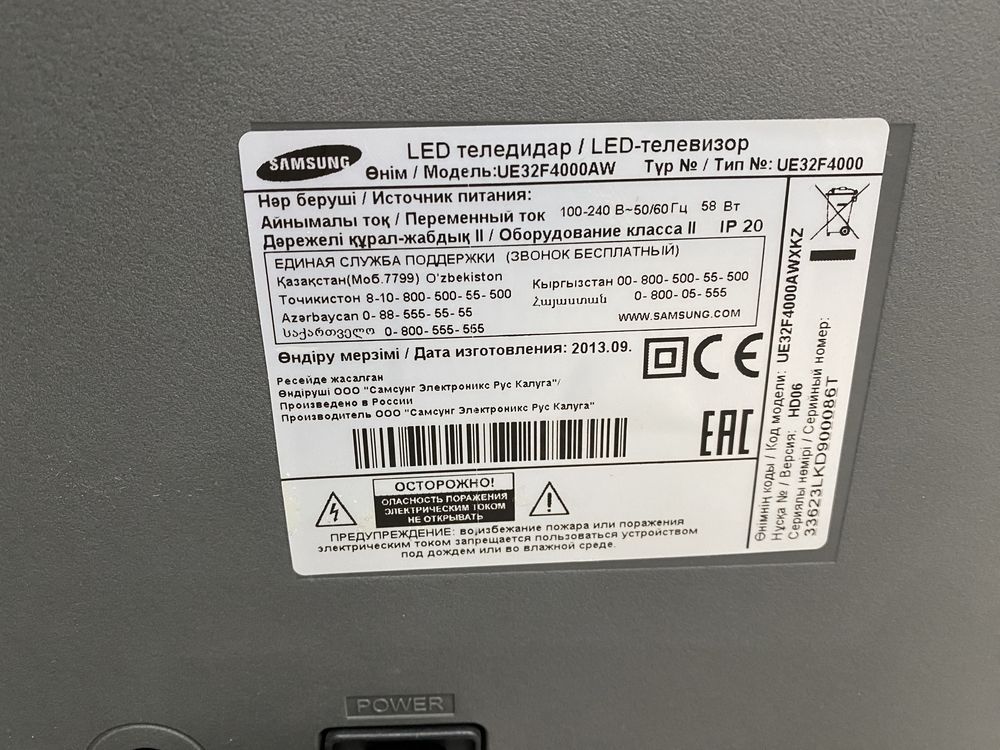 SAMSUNG
LED теледидар / LED-телевизор
Өнім / Модель:UE32F4000AW Түр № / Тип №: UE32F4000
Нәр беруші / Источник питания:
Айнымалы тоқ / Переменный ток 100-240 В~50/60Гц 58 Вт
Дәрежелі құрал-жабдық II / Оборудование класса II IP 20
ЕДИНАЯ СЛУЖБА ПОДДЕРЖКИ (ЗВОНОК БЕСПЛАТНЫЙ)
Қазақстан(Моб.7799) O'zbekiston
Кыргызстан 00-800-500-55-500
Точикистон 8-10-800-500-55-500
Հայաստան 0-800-05-555
Azərbaycan 0-88-555-55-55
WWW.SAMSUNG.COM
საქართველო 0-800-555-555
Өндіру мерзімі / Дата изготовления: 2013.09.
CE
Ресейде жасалған
Өндіруші ООО "Самсунг Электроникс Рус Калуга"/
Произведено в России
Производитель ООО "Самсунг Электроникс Рус Калуга"
EAC
ОСТОРОЖНО!
ОПАСНОСТЬ ПОРАЖЕНИЯ
ЭЛЕКТРИЧЕСКИМ ТОКОМ
НЕ ОТКРЫВАТЬ
ПРЕДУПРЕЖДЕНИЕ: во,избежание пожара или поражения
электрическим током запрещается пользоваться устройством
под дождем или во влажной среде.
Өнімнің коды / Код модели: UE32F4000AWXKZ
Нұсқа № / Версия: HD06
Сериялы нөмірі / Серийный номер:
33623LKD900086T
POWER